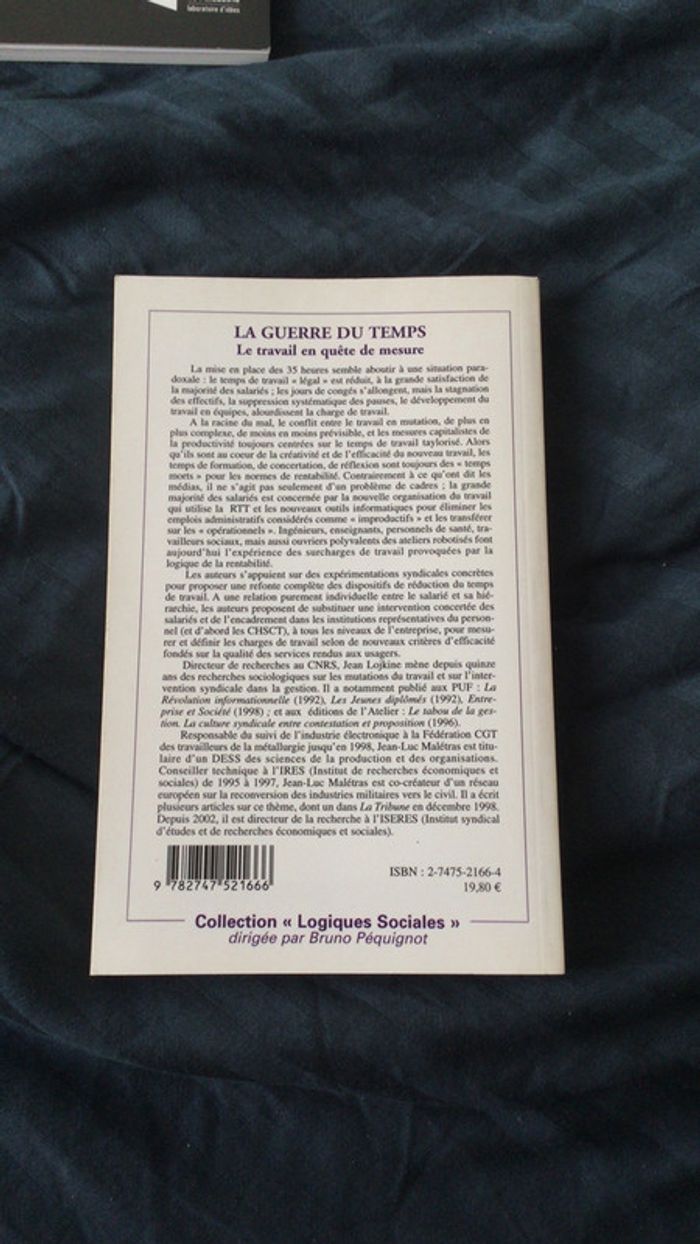 laboratoire d'idées
LA GUERRE DU TEMPS
Le travail en quête de mesure
La mise en place des 35 heures semble aboutir à une situation para-
doxale : le temps de travail « légal » est réduit, à la grande satisfaction de
la majorité des salariés ; les jours de congés s'allongent, mais la stagnation
des effectifs, la suppression systématique des pauses, le développement du
travail en équipes, alourdissent la charge de travail.
A la racine du mal, le conflit entre le travail en mutation, de plus en
plus complexe, de moins en moins prévisible, et les mesures capitalistes de
la productivité toujours centrées sur le temps de travail taylorisé. Alors
qu'ils sont au coeur de la créativité et de l'efficacité du nouveau travail, les
temps de formation, de concertation, de réflexion sont toujours des « temps
morts » pour les normes de rentabilité. Contrairement à ce qu'ont dit les
médias, il ne s'agit pas seulement d'un problème de cadres ; la grande
majorité des salariés est concernée par la nouvelle organisation du travail
qui utilise la RTT et les nouveaux outils informatiques pour éliminer les
emplois administratifs considérés comme « improductifs » et les transférer
sur les « opérationnels ». Ingénieurs, enseignants, personnels de santé, tra-
vailleurs sociaux, mais aussi ouvriers polyvalents des ateliers robotisés font
aujourd'hui l'expérience des surcharges de travail provoquées par la
logique de la rentabilité.
Les auteurs s'appuient sur des expérimentations syndicales concrètes
pour proposer une refonte complète des dispositifs de réduction du temps
de travail. A une relation purement individuelle entre le salarié et sa hié-
rarchie, les auteurs proposent de substituer une intervention concertée des
salariés et de l'encadrement dans les institutions représentatives du person-
nel (et d'abord les CHSCT), à tous les niveaux de l'entreprise, pour mesu-
rer et définir les charges de travail selon de nouveaux critères d'efficacité
fondés sur la qualité des services rendus aux usagers.
Directeur de recherches au CNRS, Jean Lojkine mène depuis quinze
ans des recherches sociologiques sur les mutations du travail et sur l'inter-
vention syndicale dans la gestion. Il a notamment publié aux PUF : La
Révolution informationnelle (1992), Les Jeunes diplômés (1992), Entre-
prise et Société (1998) ; et aux éditions de l'Atelier : Le tabou de la ges-
tion. La culture syndicale entre contestation et proposition (1996).
Responsable du suivi de l'industrie électronique à la Fédération CGT
des travailleurs de la métallurgie jusqu'en 1998, Jean-Luc Malétras est titu-
laire d'un DESS des sciences de la production et des organisations.
Conseiller technique à l'IRES (Institut de recherches économiques et
sociales) de 1995 à 1997, Jean-Luc Malétras est co-créateur d'un réseau
européen sur la reconversion des industries militaires vers le civil. Il a écrit
plusieurs articles sur ce thème, dont un dans La Tribune en décembre 1998.
Depuis 2002, il est directeur de la recherche à l'ISERES (Institut syndical
d'études et de recherches économiques et sociales).
ISBN : 2-7475-2166-4
19,80 €
9 782747 521666
Collection « Logiques Sociales »
dirigée par Bruno Péquignot